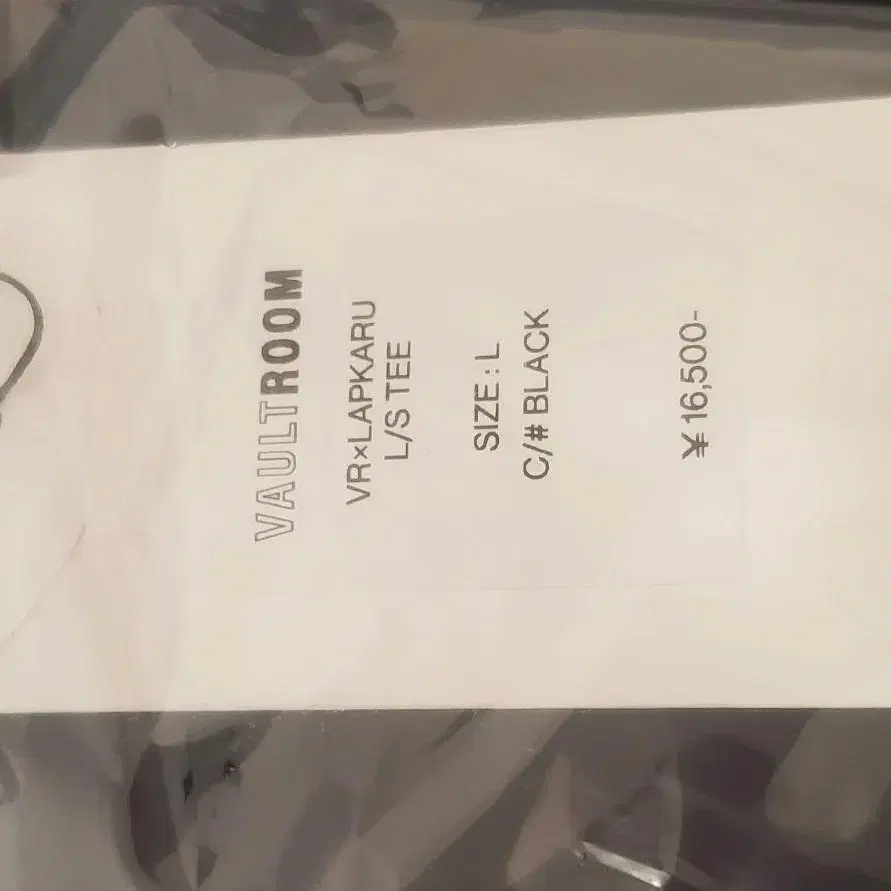 VAULTROOM
VR×LAPKARU
L/S TEE
SIZE : L
C/# BLACK
¥ 16,500-